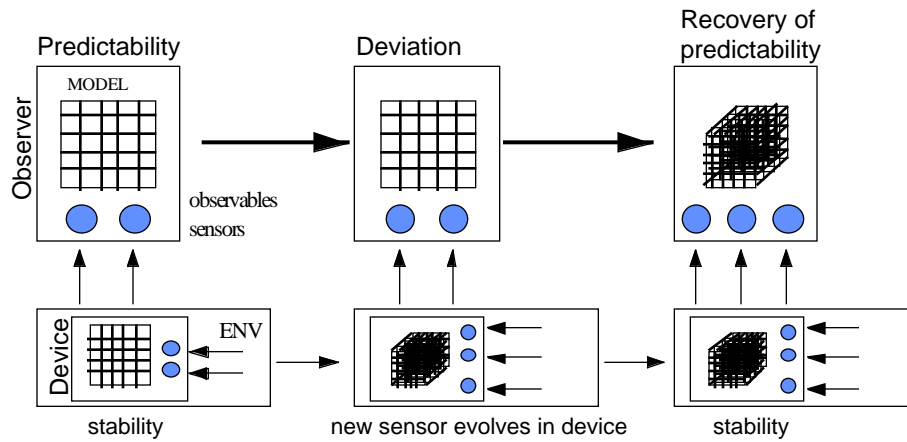 Predictability
Deviation
Recovery of
predictability
Observer
MODEL
observables
sensors
Device
ENV
stability
new sensor evolves in device
stability